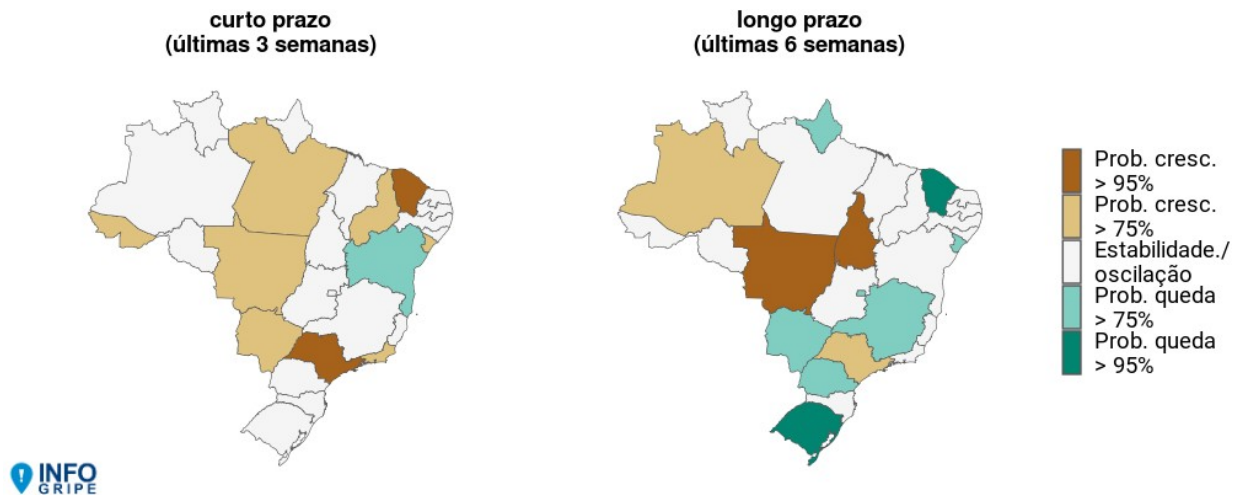 curto prazo
(últimas 3 semanas)
longo prazo
(últimas 6 semanas)
Prob. cresc.
> 95%
Prob. cresc.
> 75%
Estabilidade./
oscilação
Prob. queda
> 75%
Prob. queda
> 95%
INFO
GRIPE